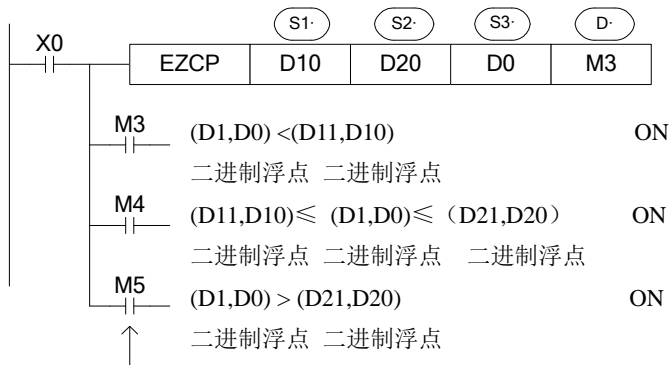 S1· S2· S3· D·
X0
EZCP D10 D20 D0 M3
M3 (D1,D0) <(D11,D10) ON
二进制浮点 二进制浮点
M4 (D11,D10)≤ (D1,D0)≤（D21,D20） ON
二进制浮点 二进制浮点 二进制浮点
M5 (D1,D0) > (D21,D20) ON
二进制浮点 二进制浮点